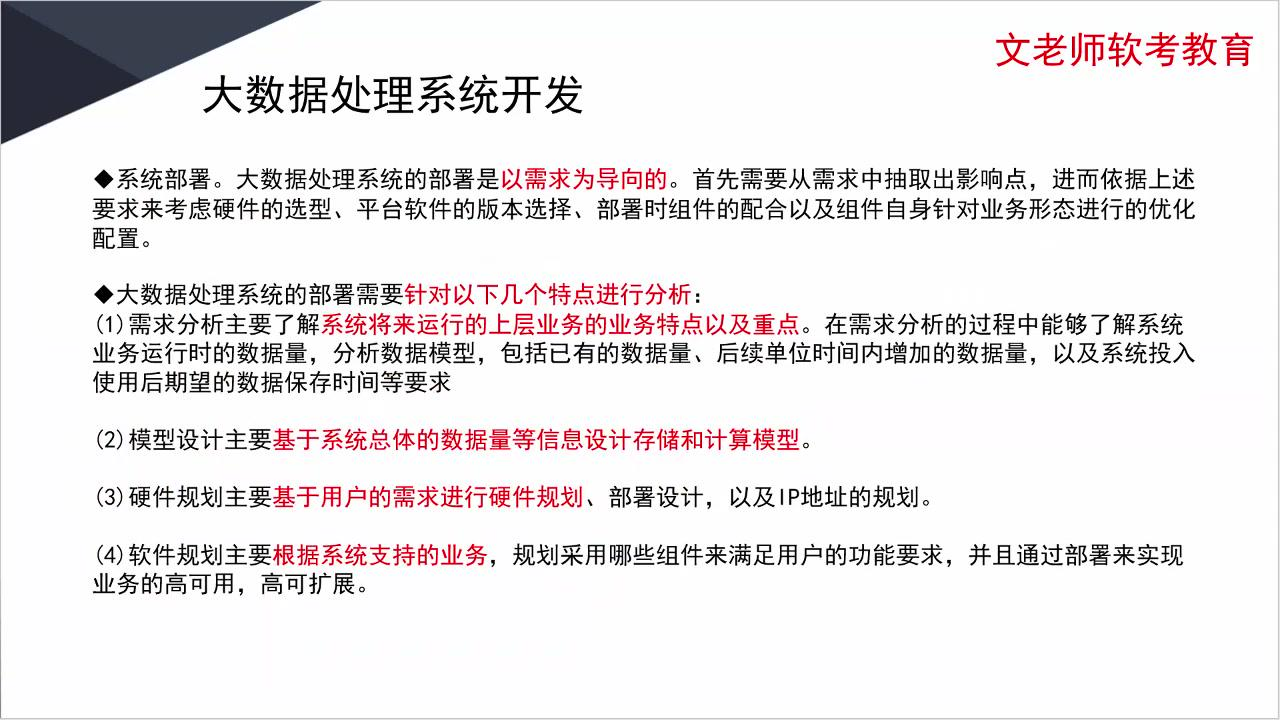 文老师软考教育
大数据处理系统开发
◆系统部署。大数据处理系统的部署是以需求为导向的。首先需要从需求中抽取出影响点，进而依据上述
要求来考虑硬件的选型、平台软件的版本选择、部署时组件的配合以及组件自身针对业务形态进行的优化
配置。
◆大数据处理系统的部署需要针对以下几个特点进行分析：
(1)需求分析主要了解系统将来运行的上层业务的业务特点以及重点。在需求分析的过程中能够了解系统
业务运行时的数据量，分析数据模型，包括已有的数据量、后续单位时间内增加的数据量，以及系统投入
使用后期望的数据保存时间等要求
(2)模型设计主要基于系统总体的数据量等信息设计存储和计算模型。
(3)硬件规划主要基于用户的需求进行硬件规划、部署设计，以及IP地址的规划。
(4)软件规划主要根据系统支持的业务，规划采用哪些组件来满足用户的功能要求，并且通过部署来实现
业务的高可用，高可扩展。